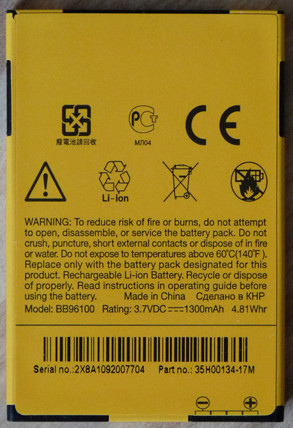 廢電池請回收
МЛ04
CE
Li-ion
WARNING: To reduce risk of fire or burns, do not attempt
to open, disassemble, or service the battery pack. Do not
crush, puncture, short external contacts or dispose of in fire
or water. Do not expose to temperatures above 60℃(140℉).
Replace only with the battery pack designated for this
product. Rechargeable Li-ion Battery. Recycle or dispose
of properly. Read instructions in operating guide before
using the battery. Made in China Сделано в КНР
Model: BB96100 Rating: 3.7VDC⎓1300mAh 4.81Whr
Serial no.:2X8A1092007704 Part no.:35H00134-17M